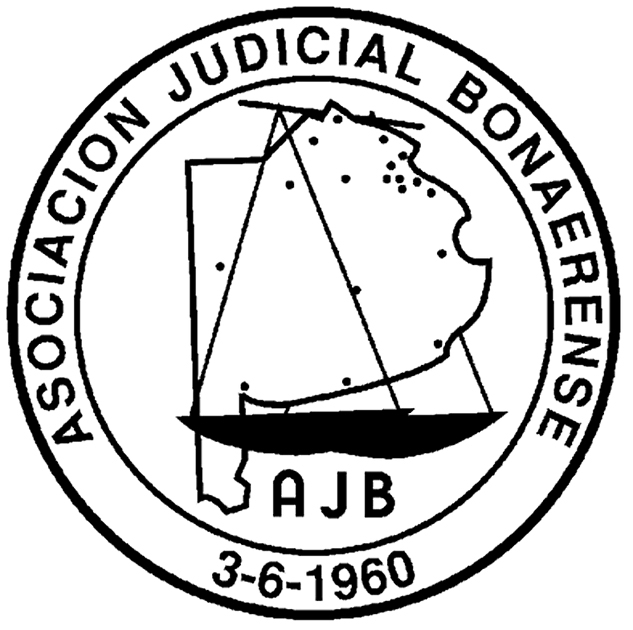 ASOCIACION JUDICIAL BONAERENSE
AJB
3-6-1960